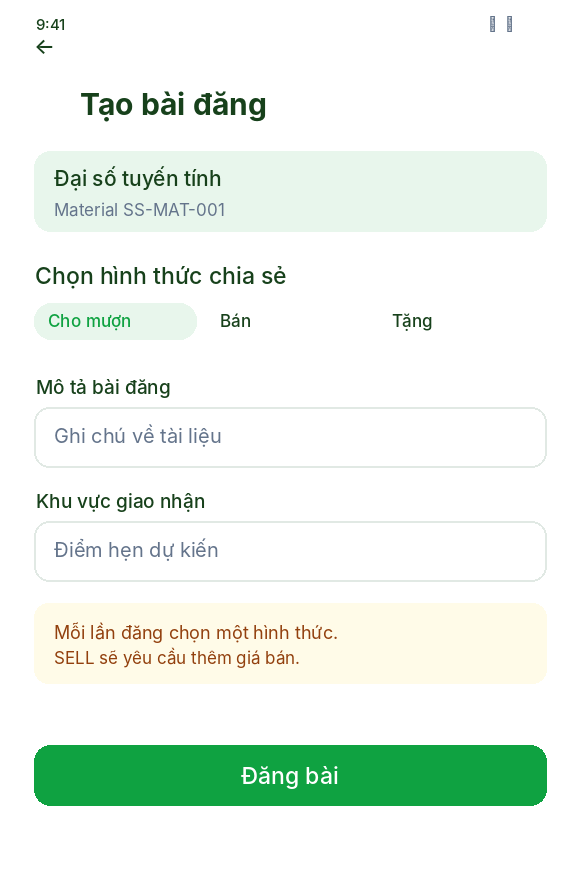 9:41
←
Tạo bài đăng
Đại số tuyến tính
Material SS-MAT-001
Chọn hình thức chia sẻ
Cho mượn Bán Tặng
Mô tả bài đăng
Ghi chú về tài liệu
Khu vực giao nhận
Điểm hẹn dự kiến
Mỗi lần đăng chọn một hình thức.
SELL sẽ yêu cầu thêm giá bán.
Đăng bài